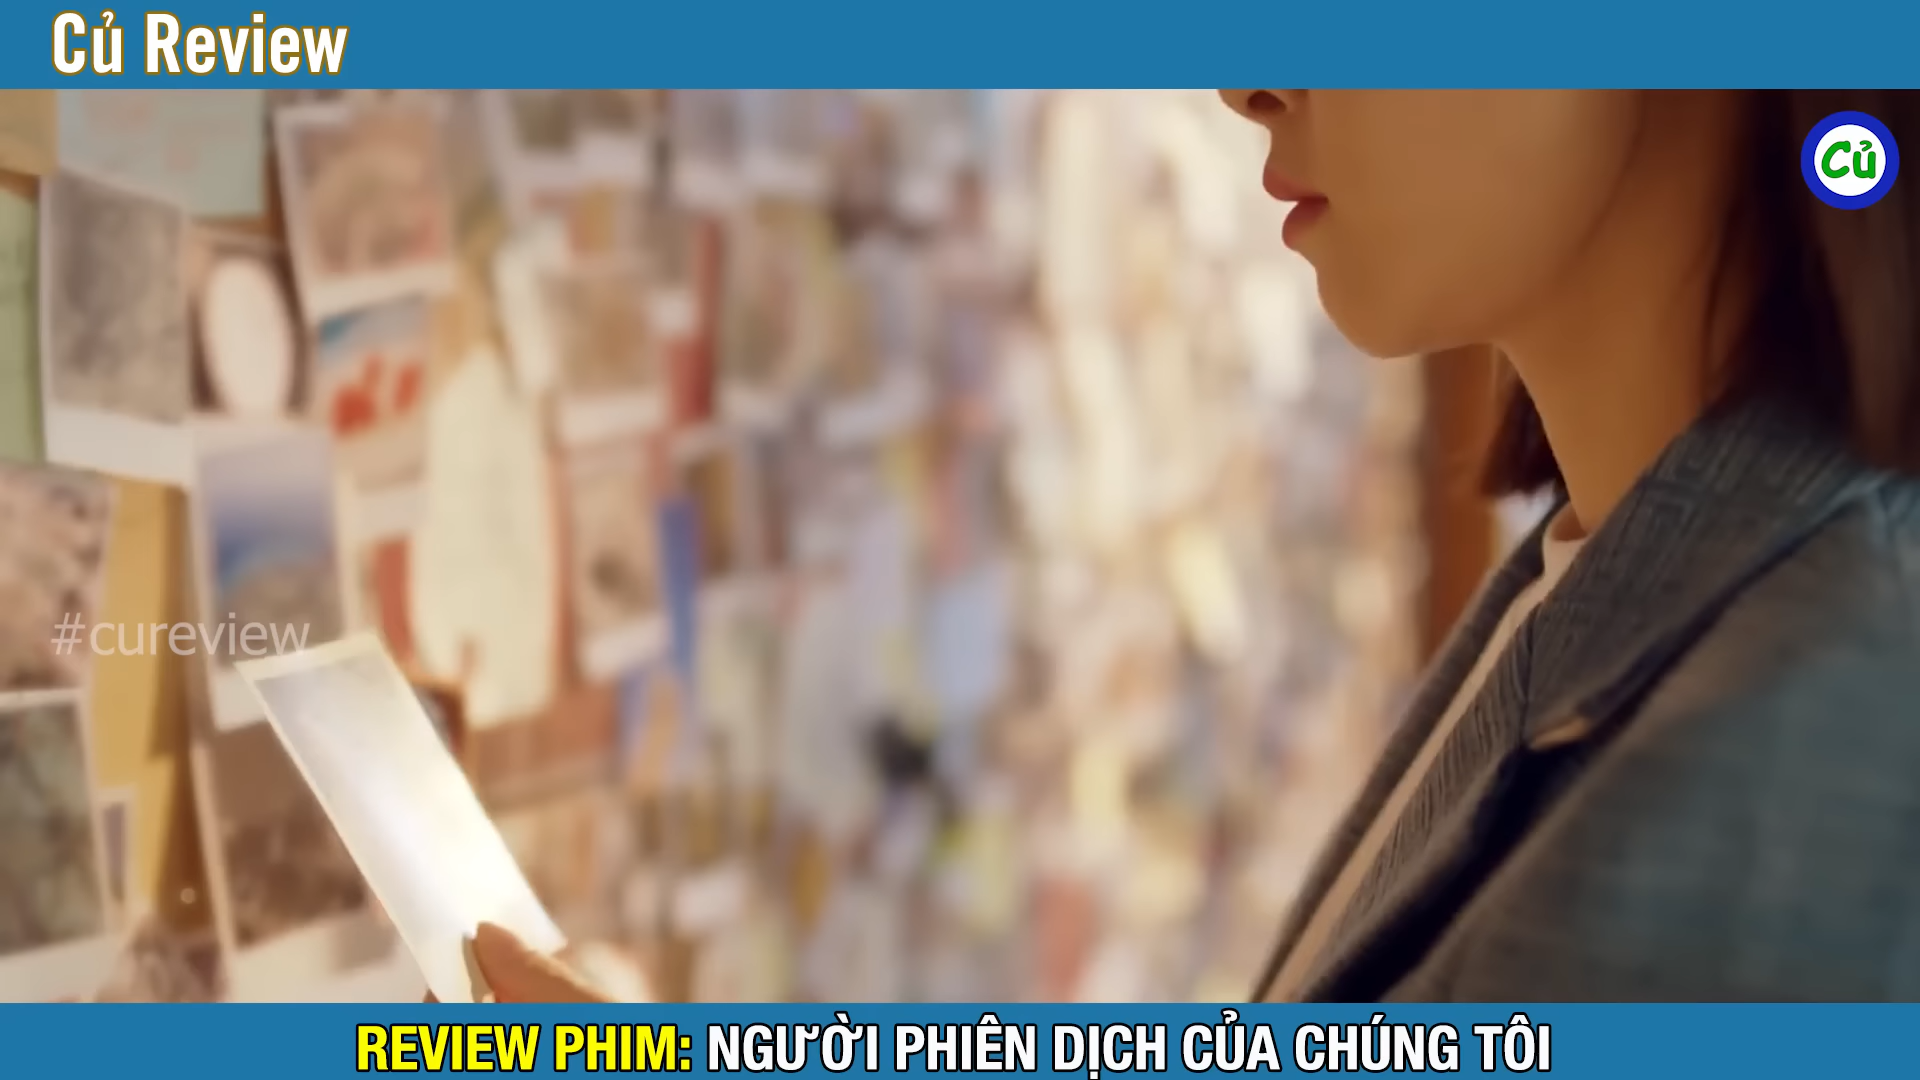 Củ Review
Củ
#cureview
REVIEW PHIM: NGƯỜI PHIÊN DỊCH CỦA CHÚNG TÔI